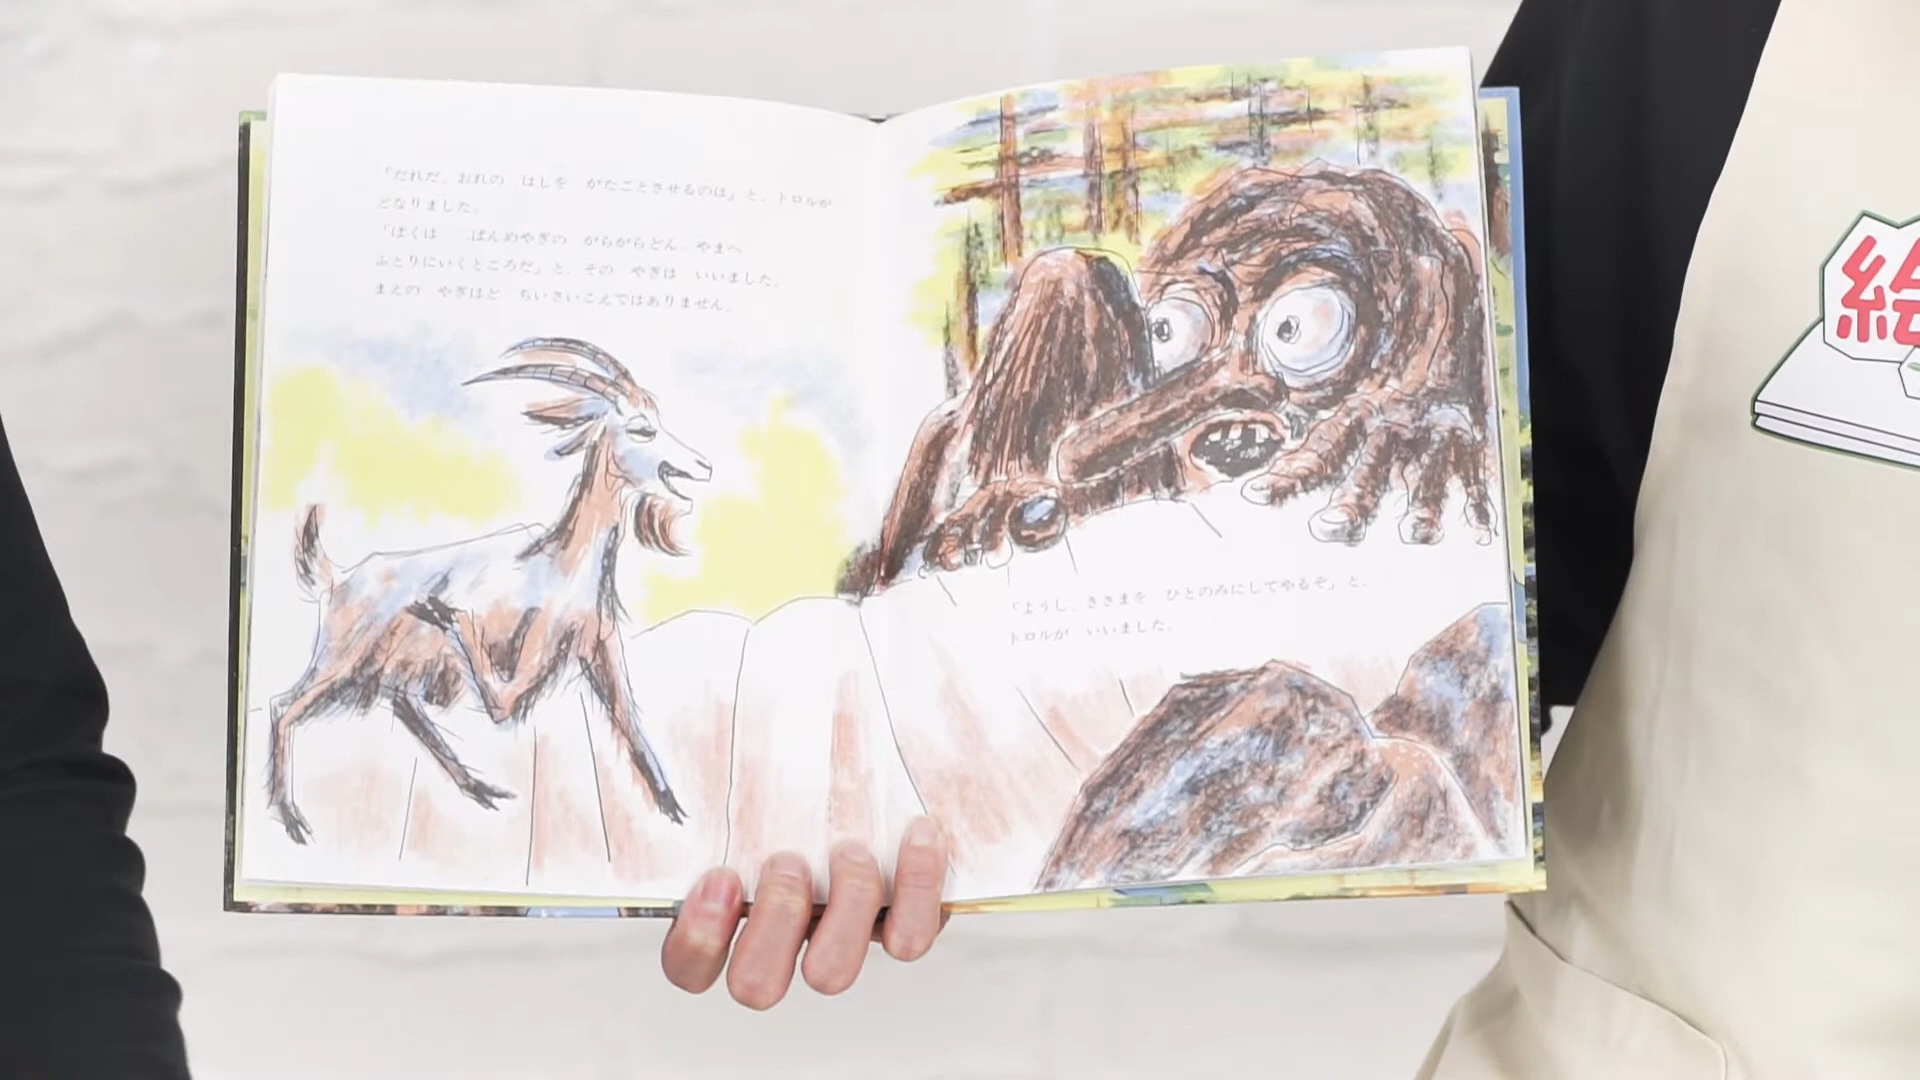 「だれだ、おれの　はしを　がたごとさせるのは」と、トロルが
どなりました。
「ぼくは　二ばんめやぎの　がらがらどん。やまへ
ふとりにいくところだ」と、その　やぎは　いいました。
まえの　やぎほど　ちいさいこえではありません。
「ようし、きさまを　ひとのみにしてやるぞ」と、
トロルが　いいました。
絵